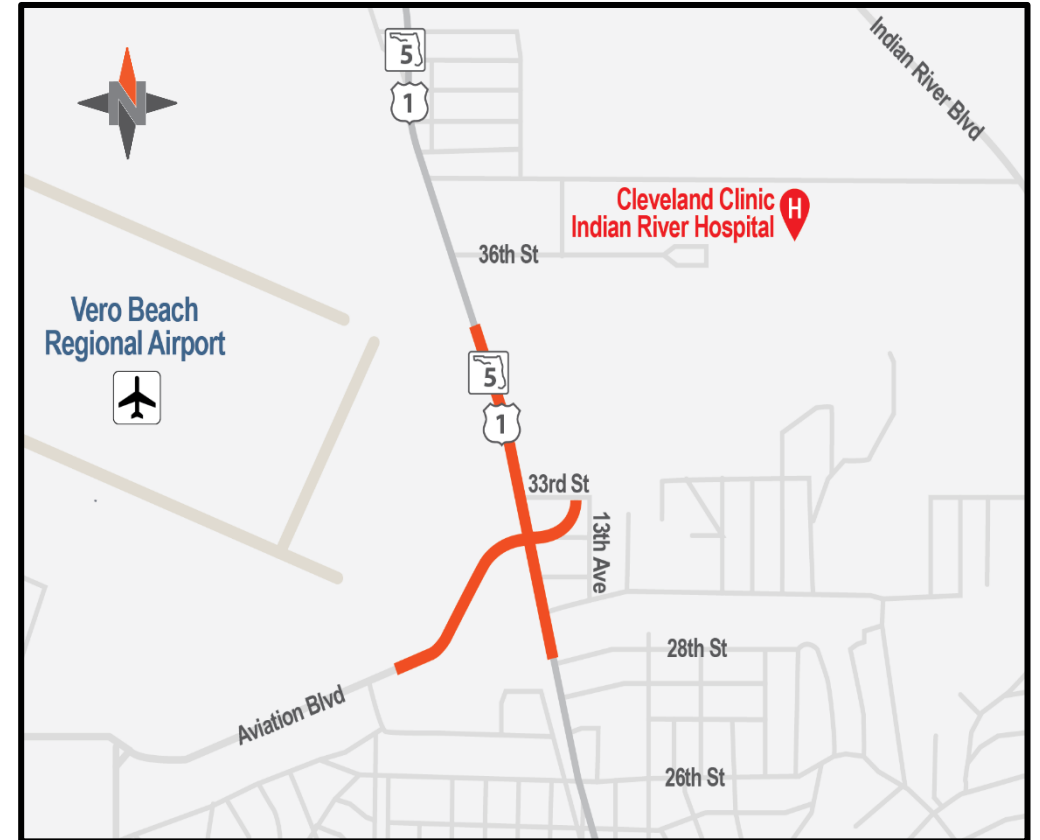 5
1
N
Indian River Blvd
Cleveland Clinic
Indian River Hospital
H
36th St
Vero Beach
Regional Airport
5
1
33rd St
13th Ave
28th St
Aviation Blvd
26th St